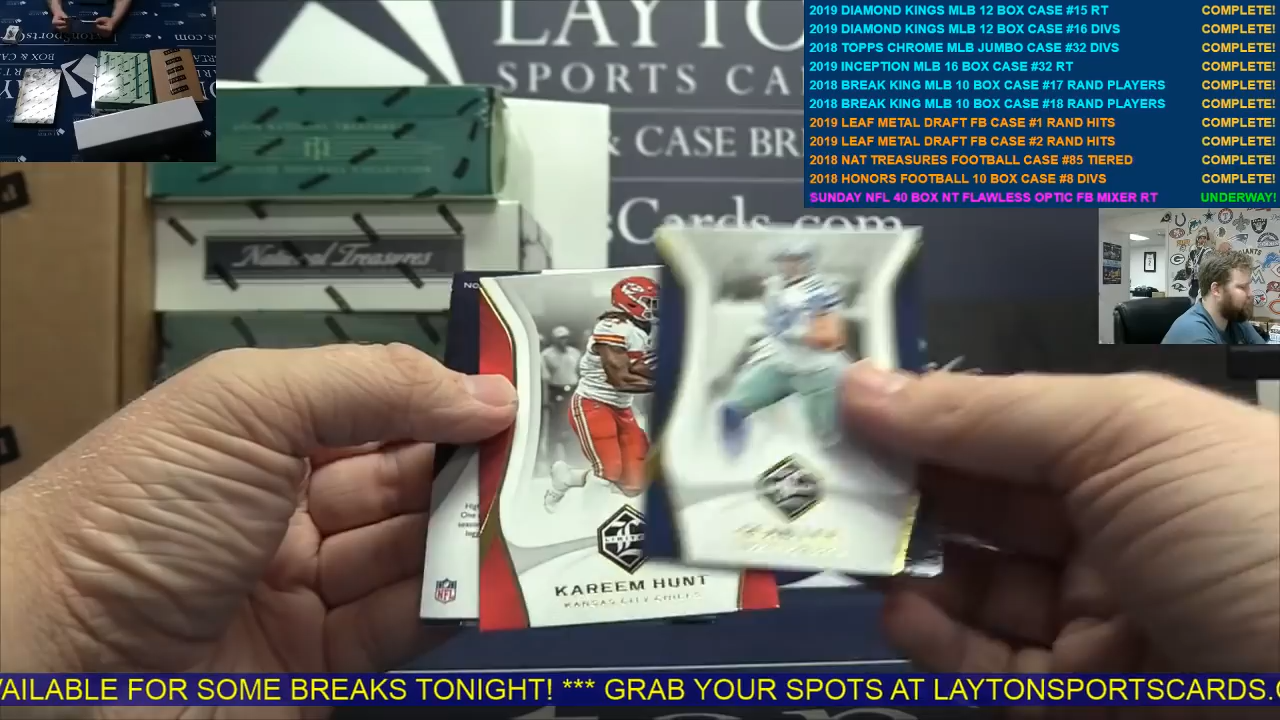 2019 DIAMOND KINGS MLB 12 BOX CASE #15 RT COMPLETE!
2019 DIAMOND KINGS MLB 12 BOX CASE #16 DIVS COMPLETE!
2018 TOPPS CHROME MLB JUMBO CASE #32 DIVS COMPLETE!
2019 INCEPTION MLB 16 BOX CASE #32 RT COMPLETE!
2018 BREAK KING MLB 10 BOX CASE #17 RAND PLAYERS COMPLETE!
2018 BREAK KING MLB 10 BOX CASE #18 RAND PLAYERS COMPLETE!
2019 LEAF METAL DRAFT FB CASE #1 RAND HITS COMPLETE!
2019 LEAF METAL DRAFT FB CASE #2 RAND HITS COMPLETE!
2018 NAT TREASURES FOOTBALL CASE #85 TIERED COMPLETE!
2018 HONORS FOOTBALL 10 BOX CASE #8 DIVS COMPLETE!
SUNDAY NFL 40 BOX NT FLAWLESS OPTIC FB MIXER RT UNDERWAY!
LAYTO
SPORTS CA
& CASE BR
sCards.com
National Treasures
NO
NFL
LIMITED
KAREEM HUNT
KANSAS CITY CHIEFS
VAILABLE FOR SOME BREAKS TONIGHT! *** GRAB YOUR SPOTS AT LAYTONSPORTSCARDS.